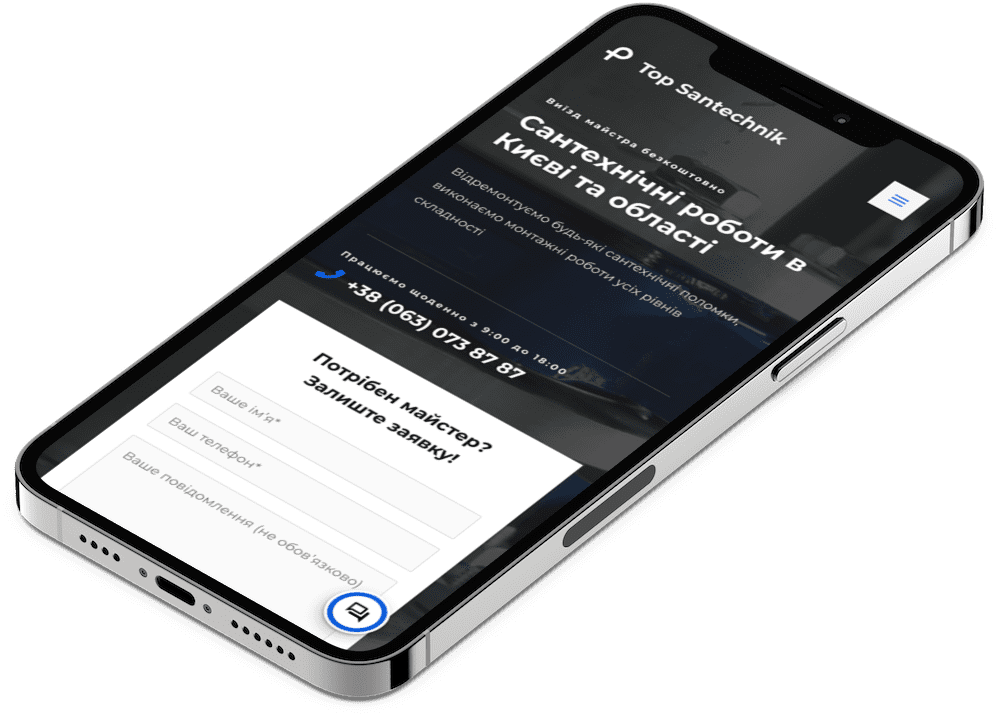 Top Santechnik
Виїзд майстра безкоштовно
Сантехнічні роботи в
Києві та області
Відремонтуємо будь-які сантехнічні поломки,
виконаємо монтажні роботи усіх рівнів
складності
Працюємо щоденно з 9:00 до 18:00
+38 (063) 073 87 87
Потрібен майстер?
Залиште заявку!
Ваше ім'я*
Ваш телефон*
Ваше повідомлення (не обов'язково)